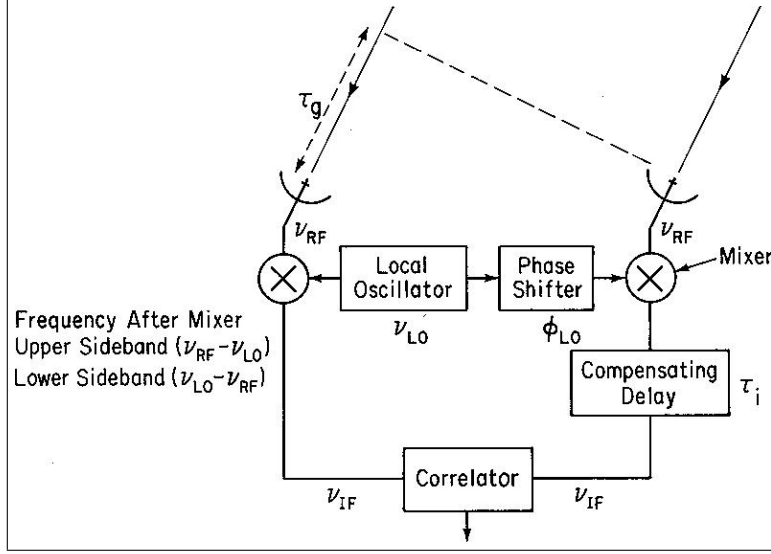 τg
νRF
νRF
Local
Oscillator
Phase
Shifter
Mixer
νLO
ϕLO
Frequency After Mixer
Upper Sideband (νRF−νLO)
Lower Sideband (νLO−νRF)
Compensating
Delay
τi
Correlator
νIF
νIF